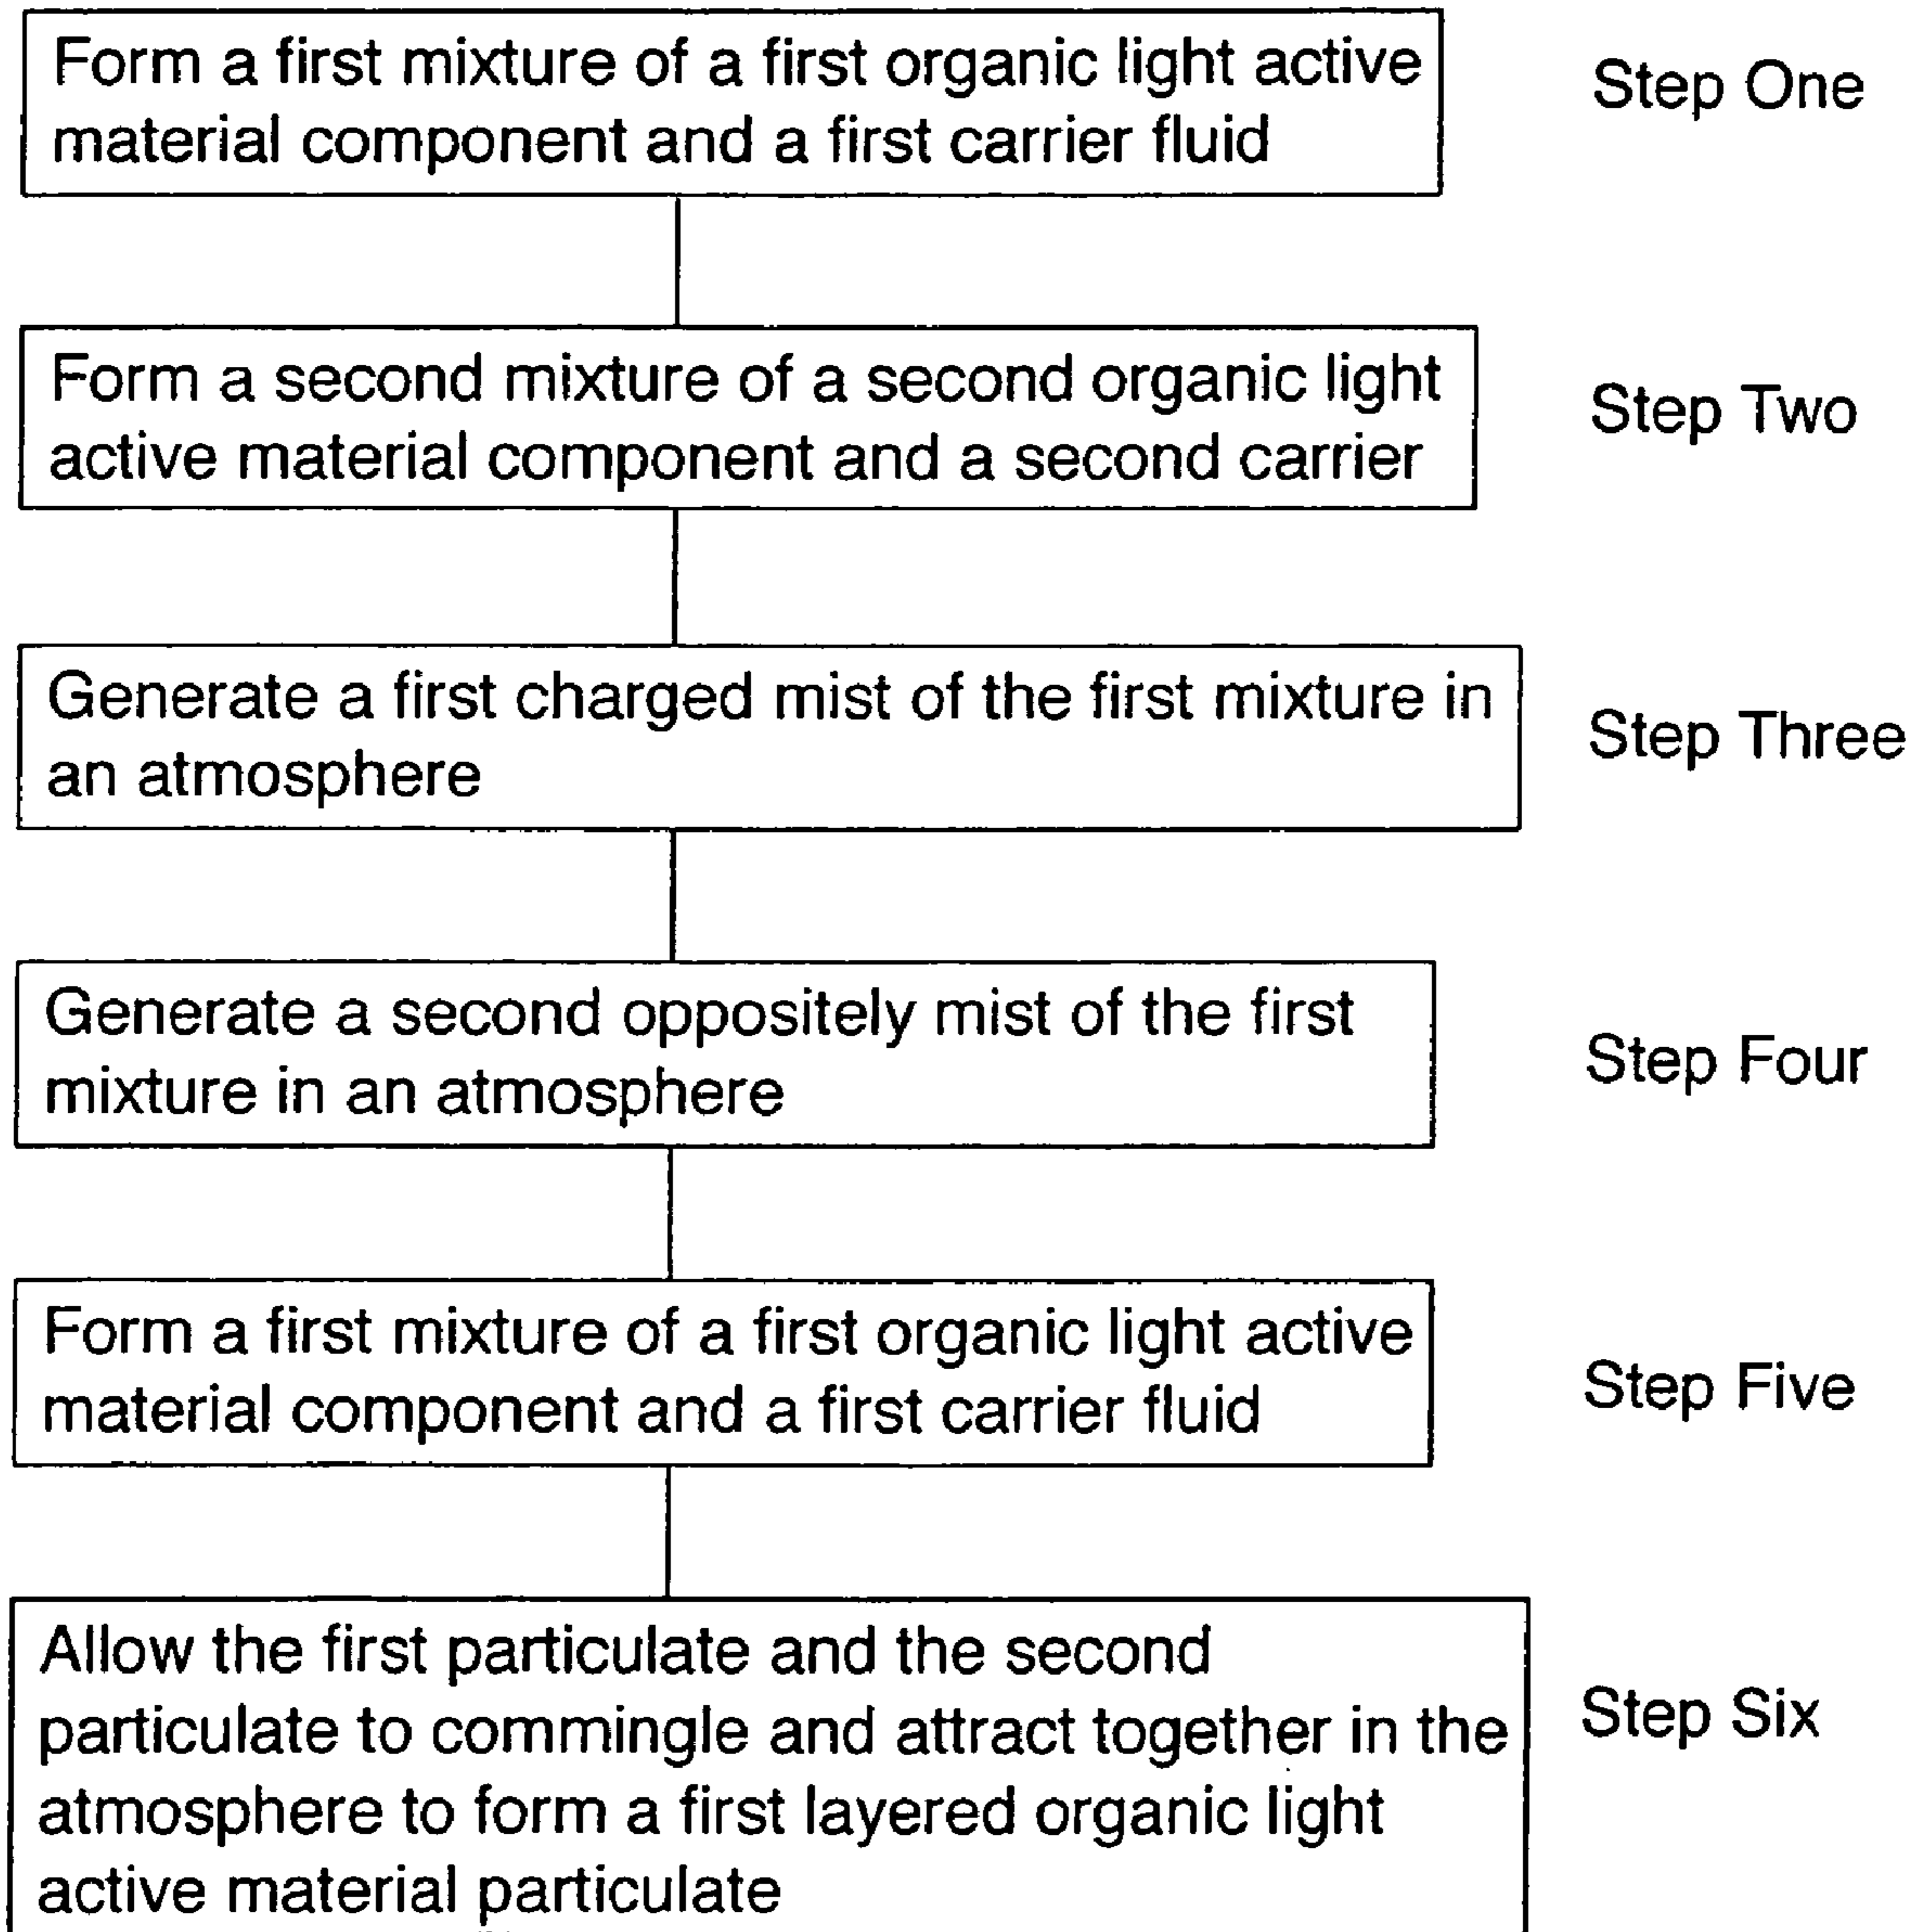 Form a first mixture of a first organic light active
material component and a first carrier fluid
Step One
Form a second mixture of a second organic light
active material component and a second carrier
Step Two
Generate a first charged mist of the first mixture in
an atmosphere
Step Three
Generate a second oppositely mist of the first
mixture in an atmosphere
Step Four
Form a first mixture of a first organic light active
material component and a first carrier fluid
Step Five
Allow the first particulate and the second
particulate to commingle and attract together in the
atmosphere to form a first layered organic light
active material particulate
Step Six